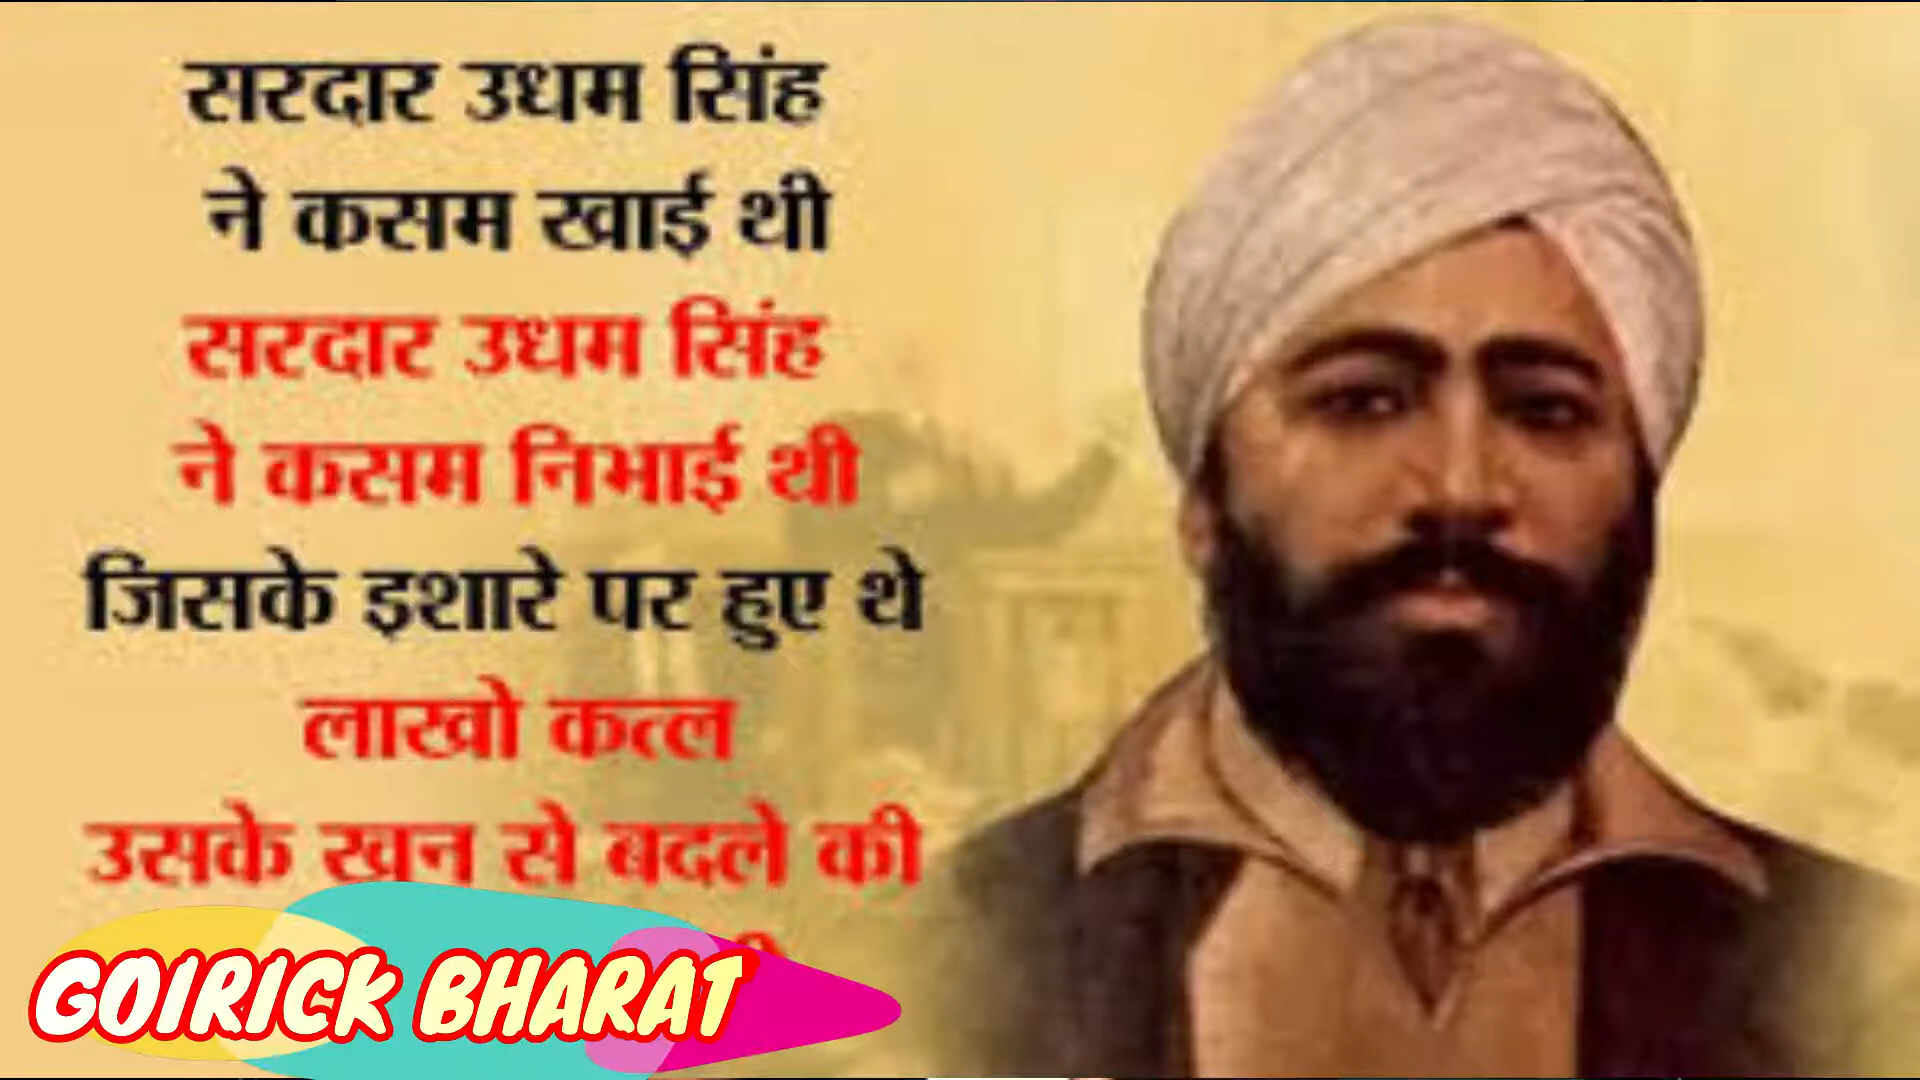 सरदार उधम सिंह
ने कसम खाई थी
सरदार उधम सिंह
ने कसम निभाई थी
जिसके इशारे पर हुए थे
लाखो कत्ल
उसके खून से बदले की
GOIRICK BHARAT